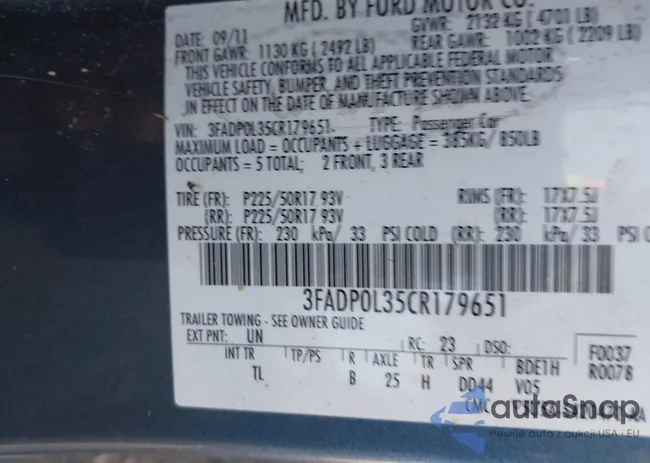 MFD. BY FORD MOTOR CO.
DATE: 09/11 GVWR: 2132 KG ( 4701 LB)
FRONT GAWR: 1130 KG ( 2492 LB) REAR GAWR: 1002 KG ( 2209 LB)
THIS VEHICLE CONFORMS TO ALL APPLICABLE FEDERAL MOTOR
VEHICLE SAFETY, BUMPER, AND THEFT PREVENTION STANDARDS
IN EFFECT ON THE DATE OF MANUFACTURE SHOWN ABOVE.
VIN: 3FADP0L35CR179651 TYPE: Passenger Car
MAXIMUM LOAD = OCCUPANTS + LUGGAGE = 385KG/ 850LB
OCCUPANTS = 5 TOTAL; 2 FRONT, 3 REAR
TIRE (FR): P225/50R17 93V RIMS (FR): 17X7.5J
(RR): P225/50R17 93V (RR): 17X7.5J
PRESSURE (FR): 230 kPa/ 33 PSI COLD (RR): 230 kPa/ 33 PSI C
3FADP0L35CR179651
TRAILER TOWING - SEE OWNER GUIDE
EXT PNT: UN RC: 23 DSO: F0037
INT TR TP/PS R AXLE TR SPR BDE1H R0078
TL B 25 H DD44 V05
CMC
autoSnap
Pewne auta z aukcji USA i EU